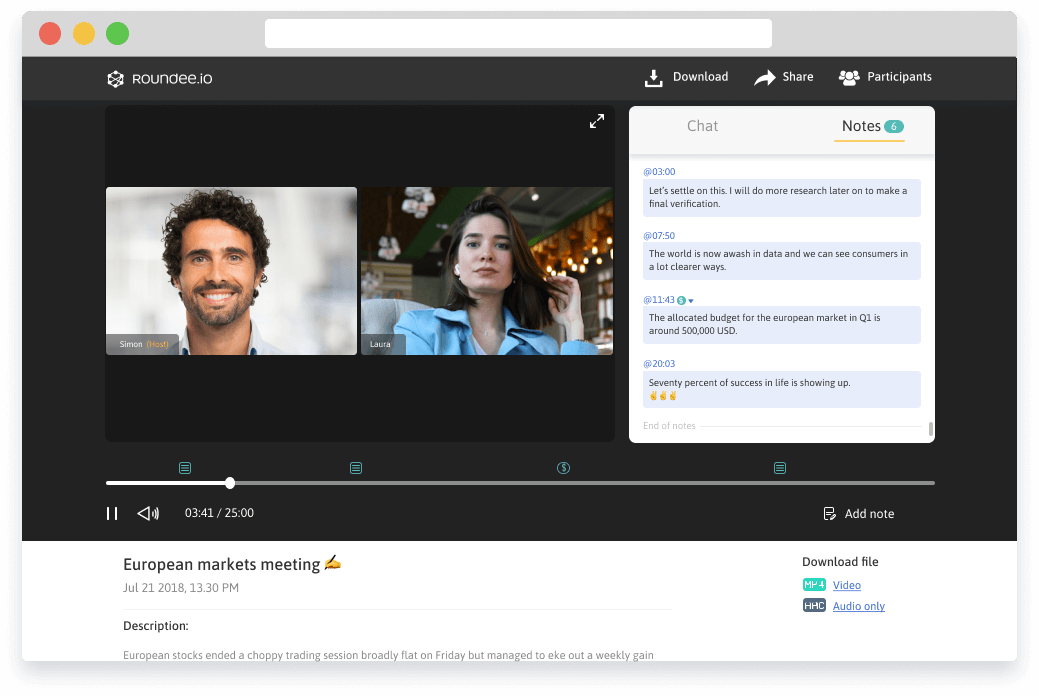 Roundee.io
Download
Share
Participants
Chat
Notes 6
@03:00
Let's settle on this. I will do more research later on to make a
final verification.
@07:50
The world is now awash in data and we can see consumers in
a lot clearer ways.
@11:43 $
The allocated budget for the european market in Q1 is
around 500,000 USD.
@20:03
Seventy percent of success in life is showing up.
✌️✌️✌️
End of notes
Simon (Host)
Laura
$
03:41 / 25:00
Add note
European markets meeting ✍️
Jul 21 2018, 13.30 PM
Description:
European stocks ended a choppy trading session broadly flat on Friday but managed to eke out a weekly gain
Download file
MP4 Video
HHC Audio only